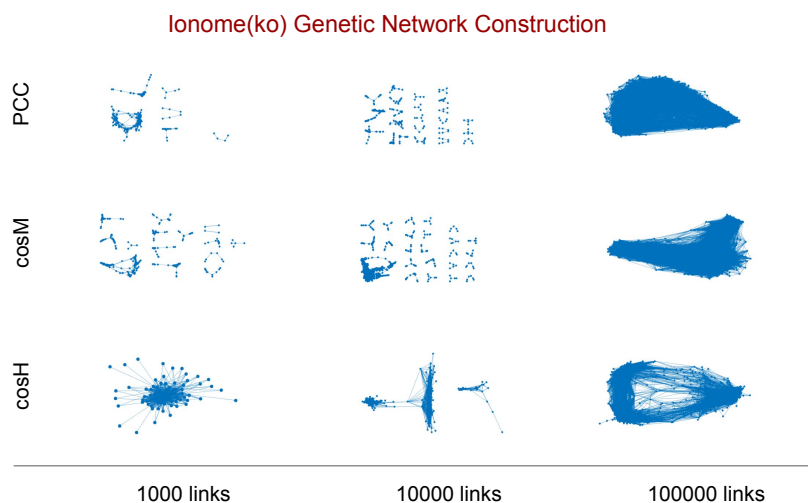 Ionome(ko) Genetic Network Construction
PCC
cosM
cosH
1000 links
10000 links
100000 links